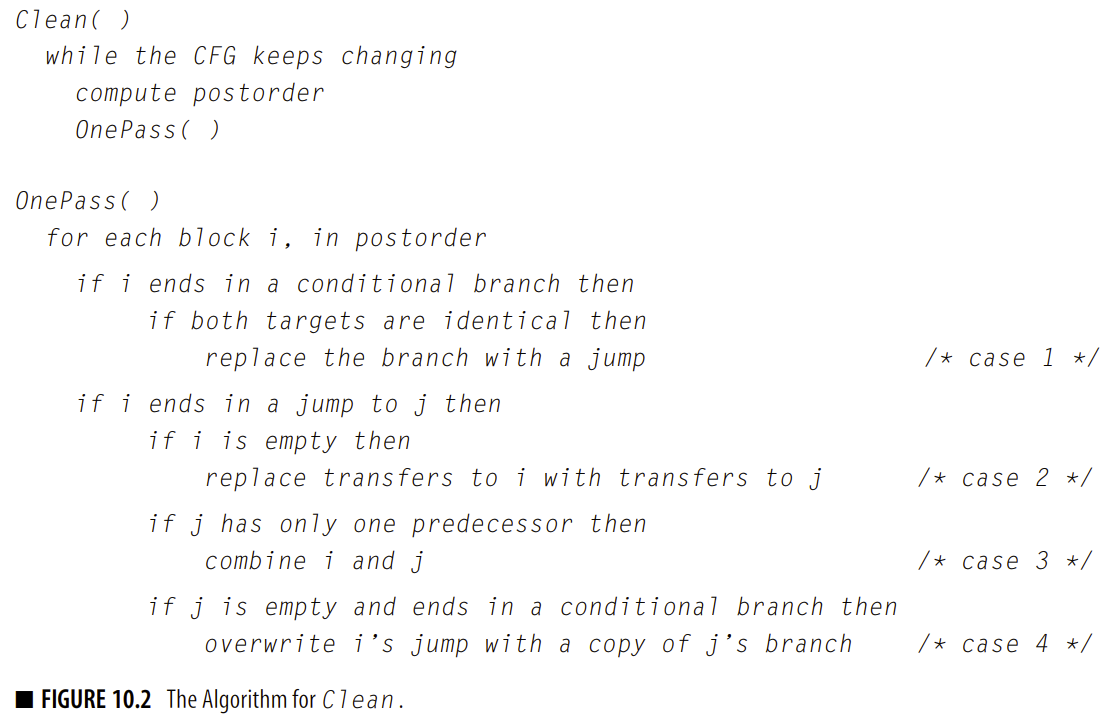 Clean( )
while the CFG keeps changing
compute postorder
OnePass( )
OnePass( )
for each block i, in postorder
if i ends in a conditional branch then
if both targets are identical then
replace the branch with a jump /* case 1 */
if i ends in a jump to j then
if i is empty then
replace transfers to i with transfers to j /* case 2 */
if j has only one predecessor then
combine i and j /* case 3 */
if j is empty and ends in a conditional branch then
overwrite i’s jump with a copy of j’s branch /* case 4 */
■ FIGURE 10.2 The Algorithm for Clean.